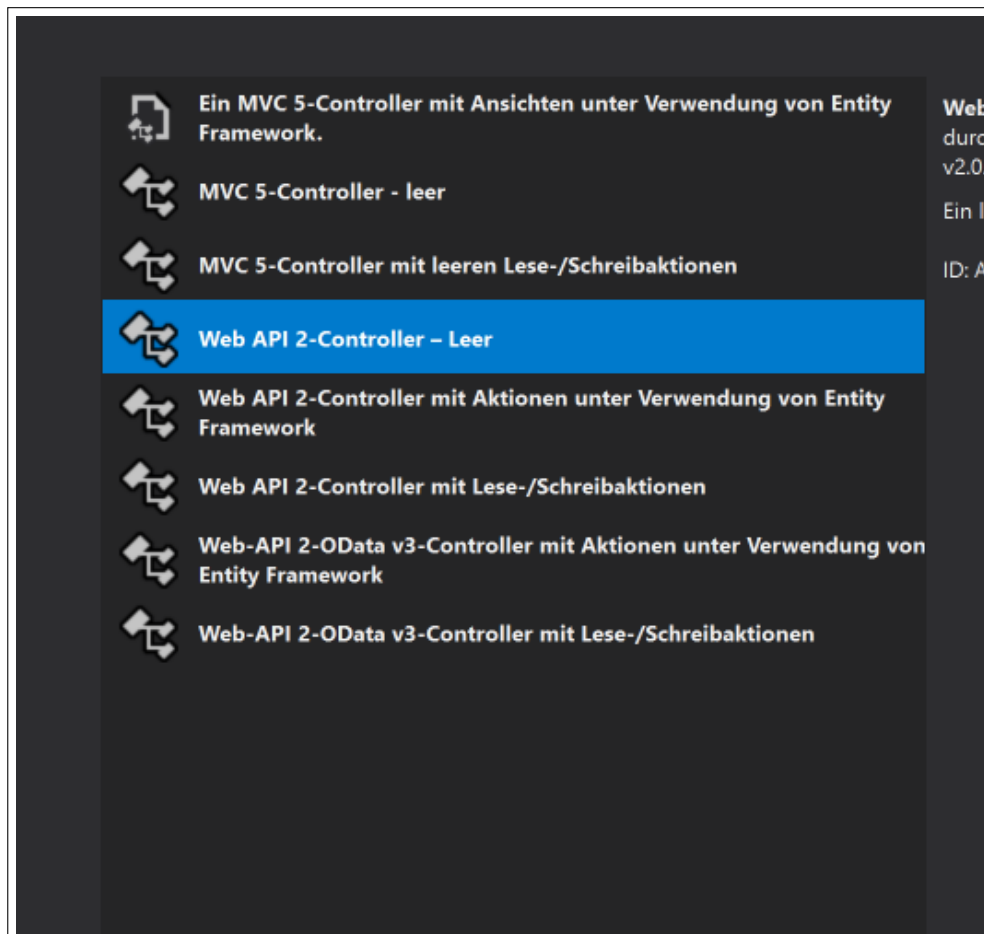 Ein MVC 5-Controller mit Ansichten unter Verwendung von Entity
Framework.
MVC 5-Controller - leer
MVC 5-Controller mit leeren Lese-/Schreibaktionen
Web API 2-Controller – Leer
Web API 2-Controller mit Aktionen unter Verwendung von Entity
Framework
Web API 2-Controller mit Lese-/Schreibaktionen
Web-API 2-OData v3-Controller mit Aktionen unter Verwendung von
Entity Framework
Web-API 2-OData v3-Controller mit Lese-/Schreibaktionen
Web
v2.0.
Ein
ID: A